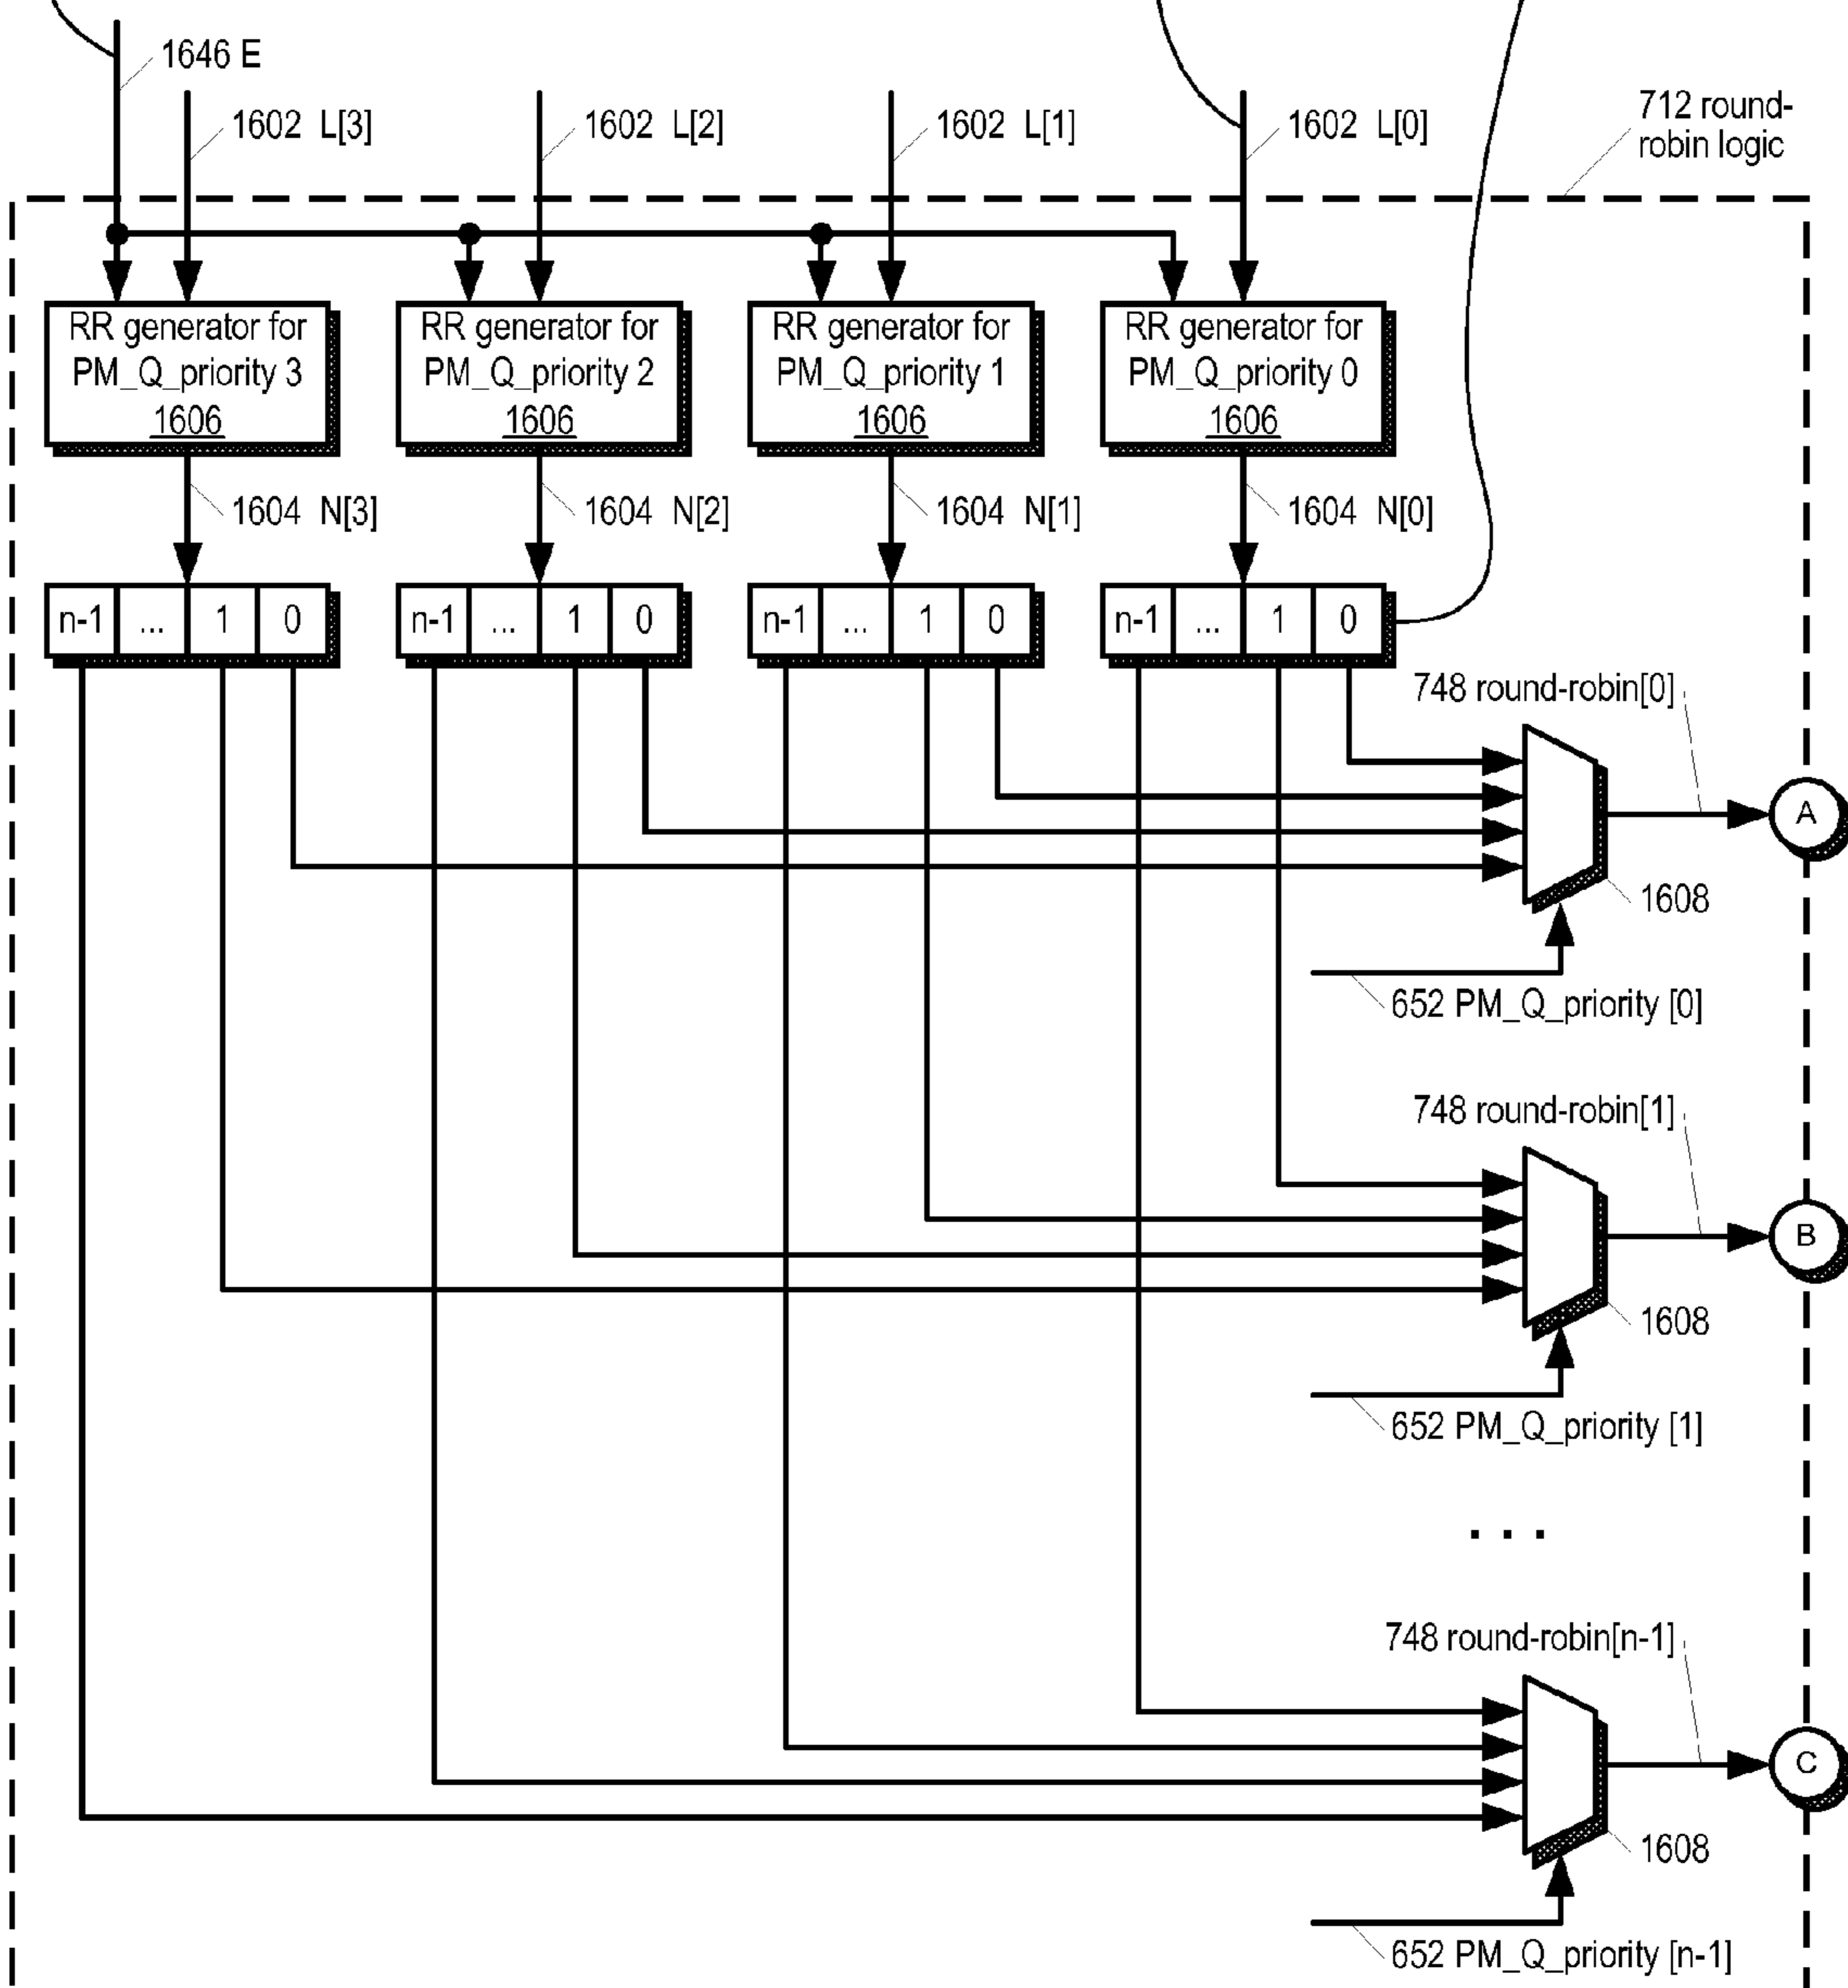 1646 E
1602 L[3]
1602 L[2]
1602 L[1]
1602 L[0]
712 round-
robin logic
RR generator for
PM_Q_priority 3
1606
RR generator for
PM_Q_priority 2
1606
RR generator for
PM_Q_priority 1
1606
RR generator for
PM_Q_priority 0
1606
1604 N[3]
1604 N[2]
1604 N[1]
1604 N[0]
n-1 ... 1 0
n-1 ... 1 0
n-1 ... 1 0
n-1 ... 1 0
748 round-robin[0]
A
1608
652 PM_Q_priority [0]
748 round-robin[1]
B
1608
652 PM_Q_priority [1]
. . .
748 round-robin[n-1]
C
1608
652 PM_Q_priority [n-1]